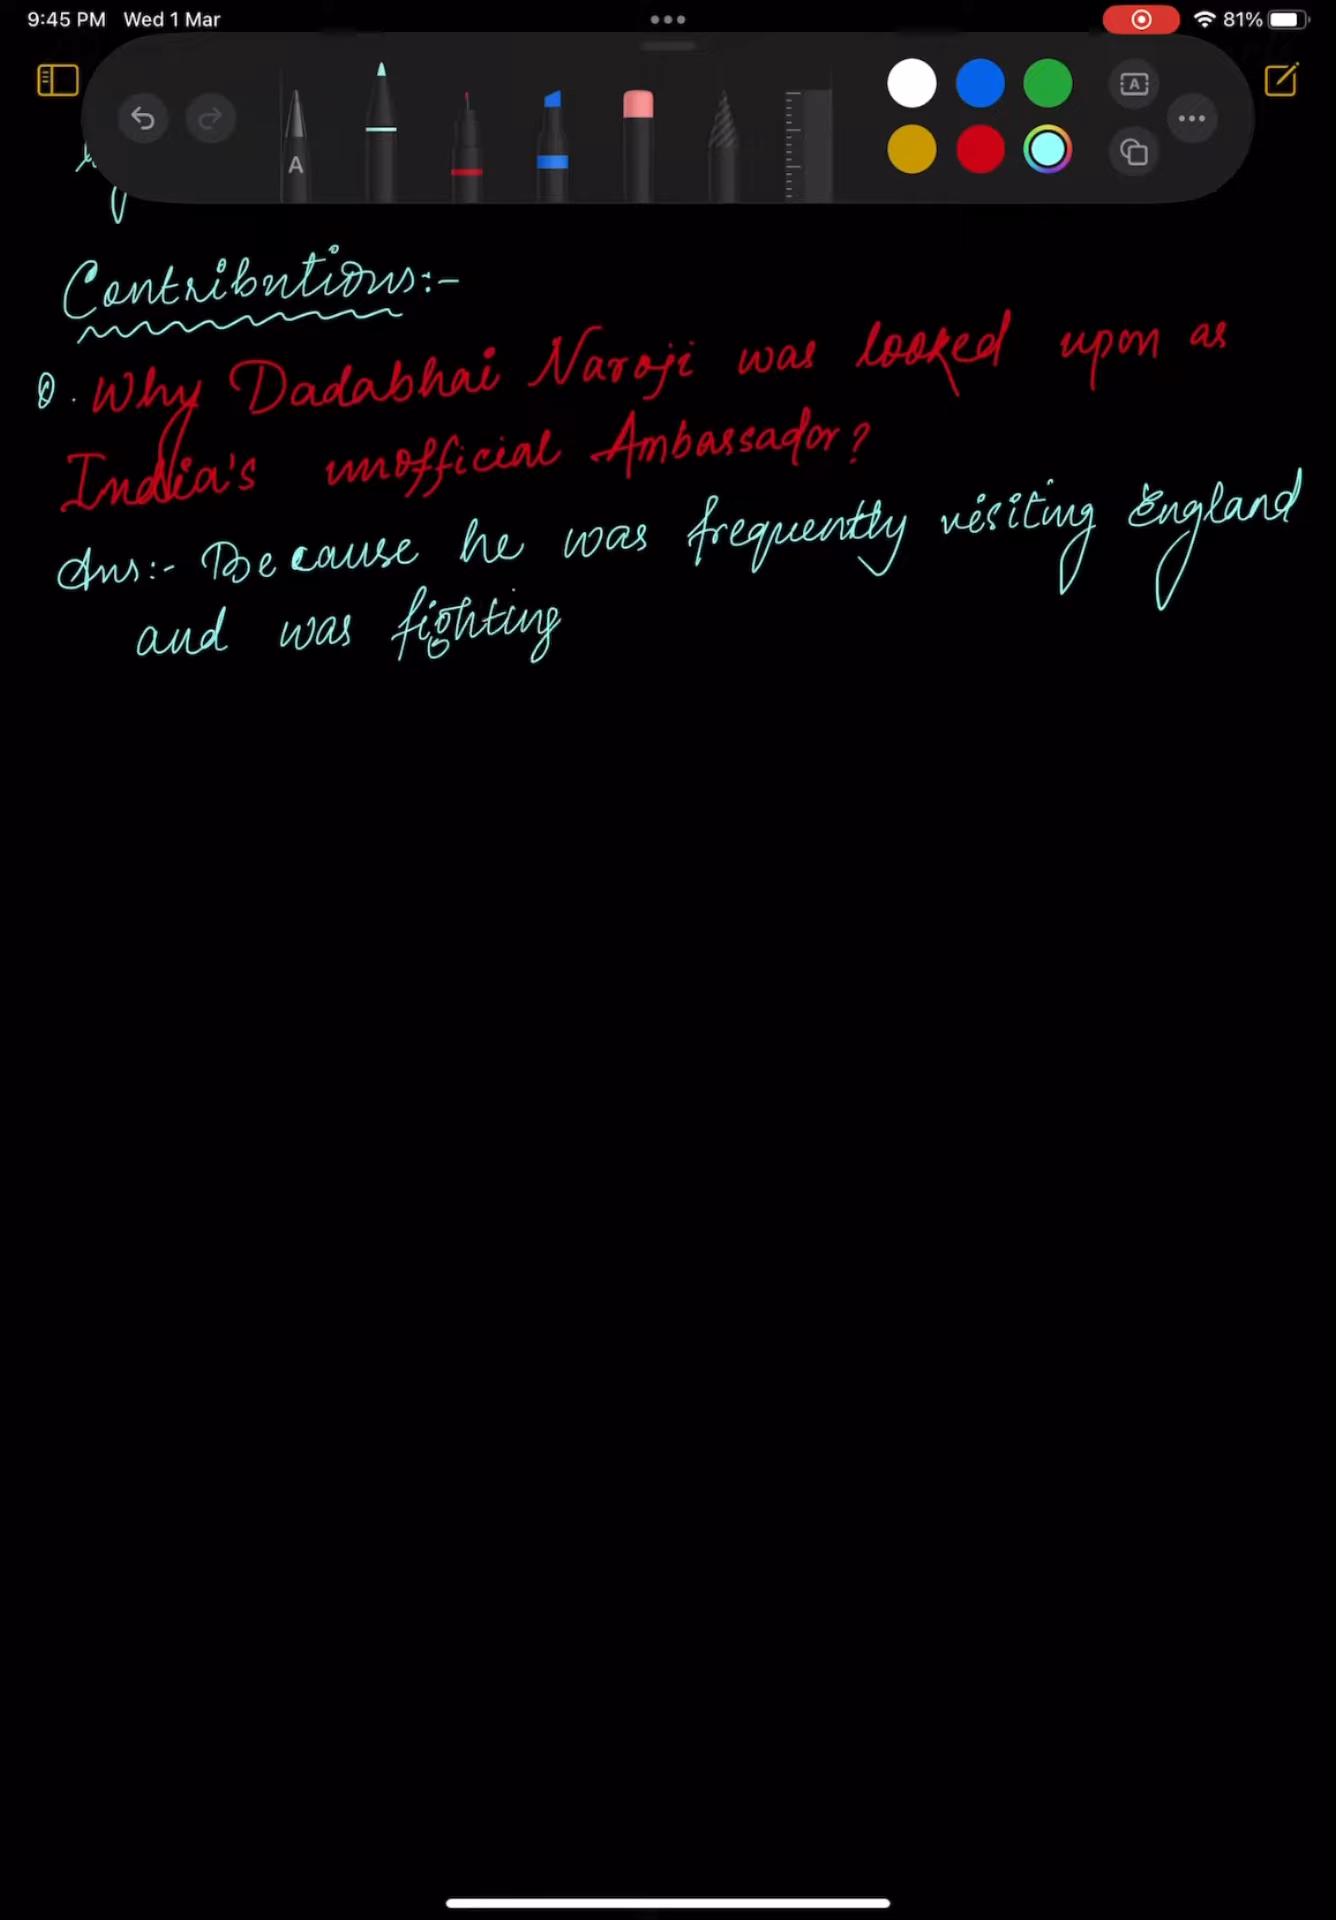 9:45 PM Wed 1 Mar
81%
A
A
Contributions:-
Q. Why Dadabhai Naroji was looked upon as
India's unofficial Ambassador?
Ans:- Because he was frequently visiting England
and was fighting